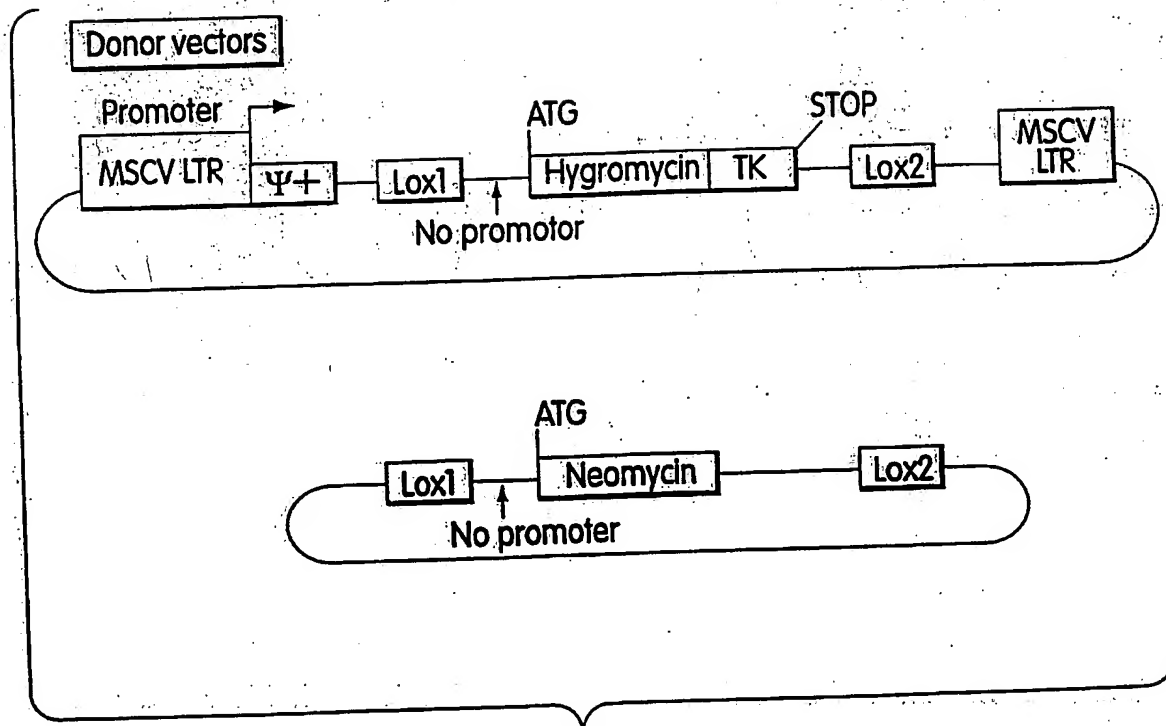 Donor vectors
Promoter
ATG
STOP
MSCV LTR
Ψ+
Lox1
Hygromycin
TK
Lox2
MSCV
LTR
No promotor
ATG
Lox1
Neomycin
Lox2
No promoter